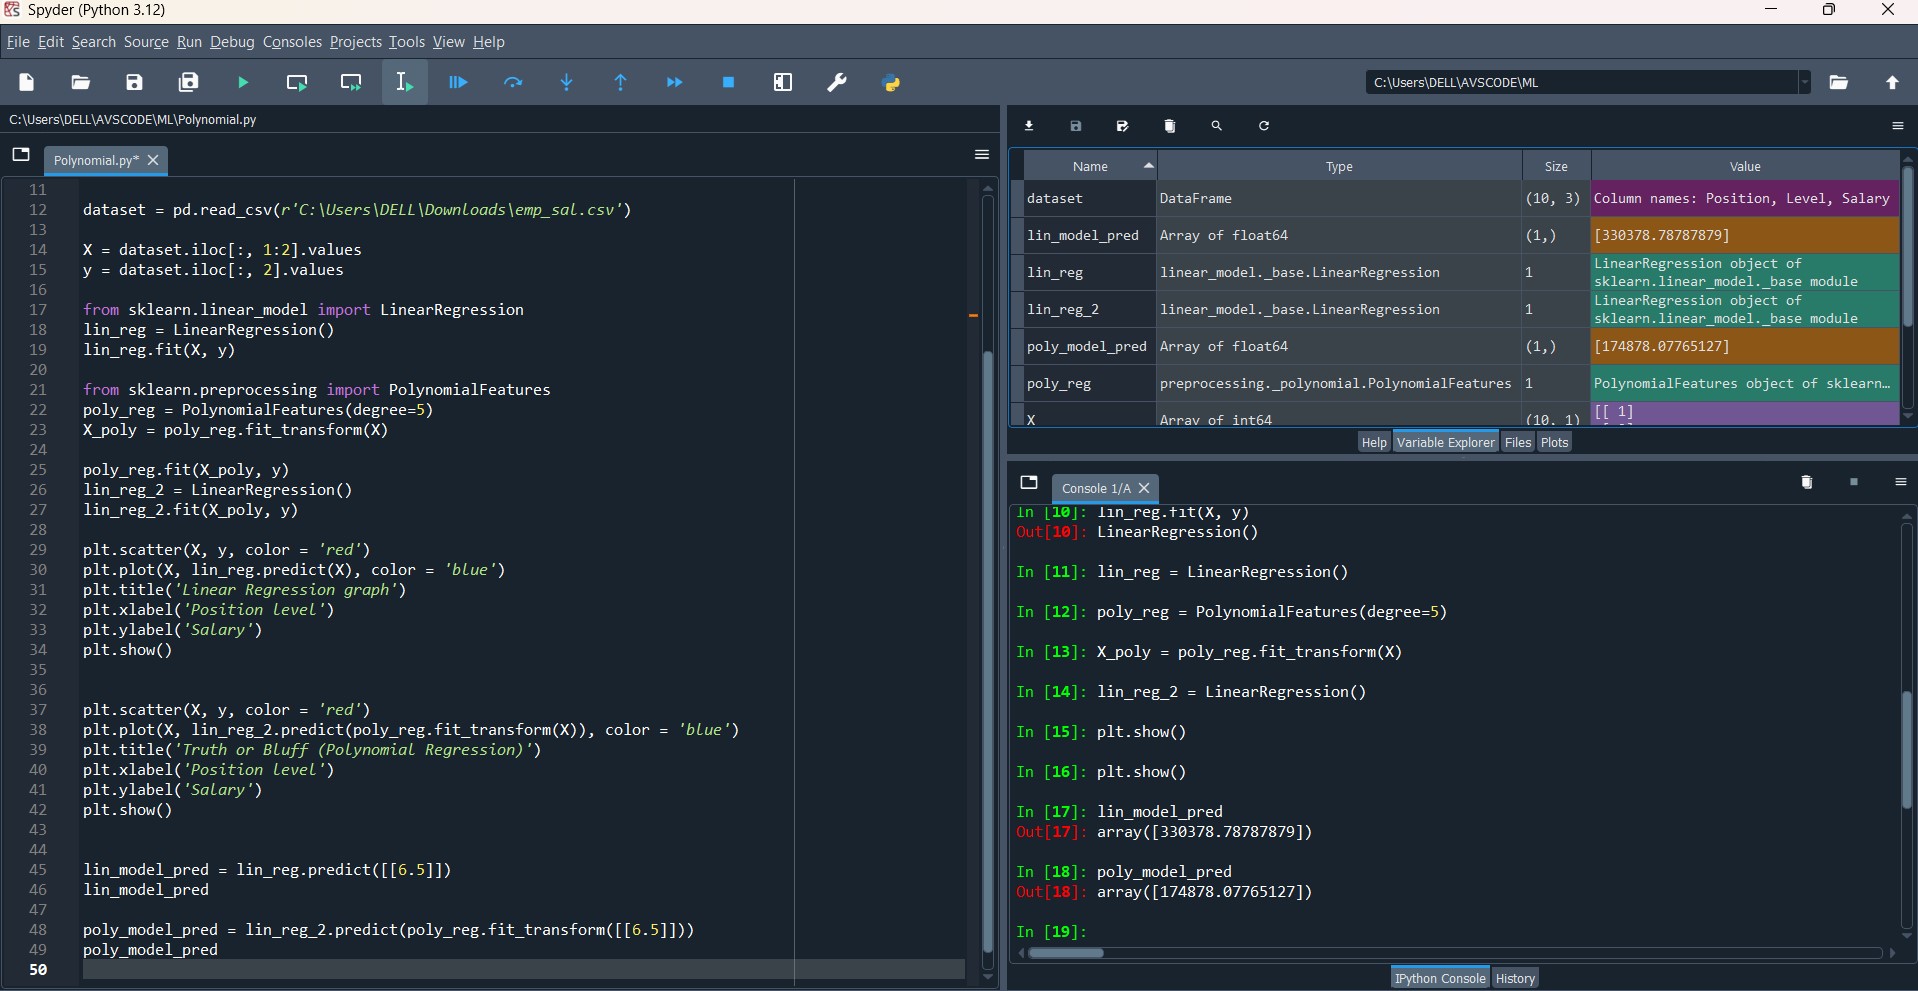 Spyder (Python 3.12)
File Edit Search Source Run Debug Consoles Projects Tools View Help
C:\Users\DELL\AVSCODE\ML
C:\Users\DELL\AVSCODE\ML\Polynomial.py
Polynomial.py*
11
12 dataset = pd.read_csv(r'C:\Users\DELL\Downloads\emp_sal.csv')
13
14 X = dataset.iloc[:, 1:2].values
15 y = dataset.iloc[:, 2].values
16
17 from sklearn.linear_model import LinearRegression
18 lin_reg = LinearRegression()
19 lin_reg.fit(X, y)
20
21 from sklearn.preprocessing import PolynomialFeatures
22 poly_reg = PolynomialFeatures(degree=5)
23 X_poly = poly_reg.fit_transform(X)
24
25 poly_reg.fit(X_poly, y)
26 lin_reg_2 = LinearRegression()
27 lin_reg_2.fit(X_poly, y)
28
29 plt.scatter(X, y, color = 'red')
30 plt.plot(X, lin_reg.predict(X), color = 'blue')
31 plt.title('Linear Regression graph')
32 plt.xlabel('Position level')
33 plt.ylabel('Salary')
34 plt.show()
35
36
37 plt.scatter(X, y, color = 'red')
38 plt.plot(X, lin_reg_2.predict(poly_reg.fit_transform(X)), color = 'blue')
39 plt.title('Truth or Bluff (Polynomial Regression)')
40 plt.xlabel('Position level')
41 plt.ylabel('Salary')
42 plt.show()
43
44
45 lin_model_pred = lin_reg.predict([[6.5]])
46 lin_model_pred
47
48 poly_model_pred = lin_reg_2.predict(poly_reg.fit_transform([[6.5]]))
49 poly_model_pred
50
Name Type Size Value
dataset DataFrame (10, 3) Column names: Position, Level, Salary
lin_model_pred Array of float64 (1,) [330378.78787879]
lin_reg linear_model._base.LinearRegression 1 LinearRegression object of
sklearn.linear_model._base module
lin_reg_2 linear_model._base.LinearRegression 1 LinearRegression object of
sklearn.linear_model._base module
poly_model_pred Array of float64 (1,) [174878.07765127]
poly_reg preprocessing._polynomial.PolynomialFeatures 1 PolynomialFeatures object of sklearn…
X Array of int64 (10, 1) [[ 1]
Help Variable Explorer Files Plots
Console 1/A
In [10]: lin_reg.fit(X, y)
Out[10]: LinearRegression()
In [11]: lin_reg = LinearRegression()
In [12]: poly_reg = PolynomialFeatures(degree=5)
In [13]: X_poly = poly_reg.fit_transform(X)
In [14]: lin_reg_2 = LinearRegression()
In [15]: plt.show()
In [16]: plt.show()
In [17]: lin_model_pred
Out[17]: array([330378.78787879])
In [18]: poly_model_pred
Out[18]: array([174878.07765127])
In [19]:
IPython Console History